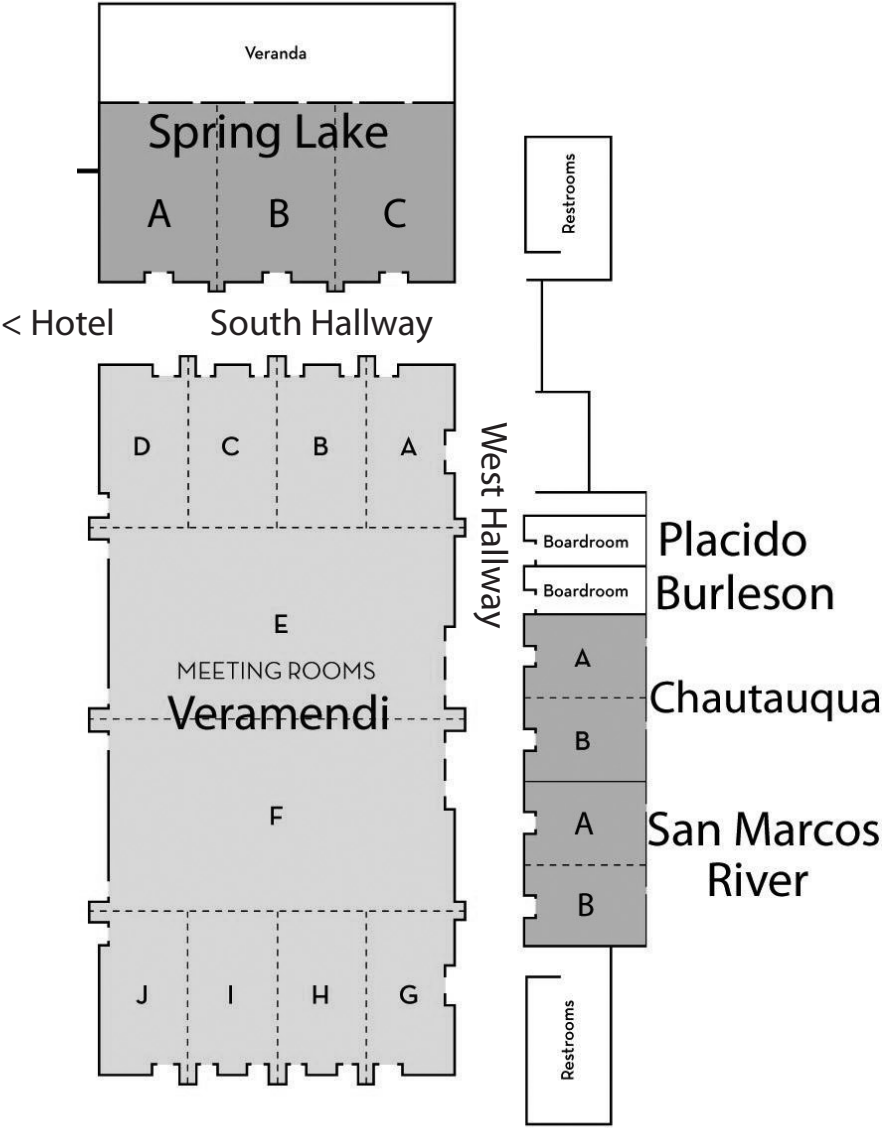 Veranda
Spring Lake
A B C
Restrooms
< Hotel South Hallway
D C B A
West Hallway
Boardroom Placido
Boardroom Burleson
E
MEETING ROOMS
Veramendi
A
Chautauqua
B
F
A
San Marcos
River
B
J I H G
Restrooms